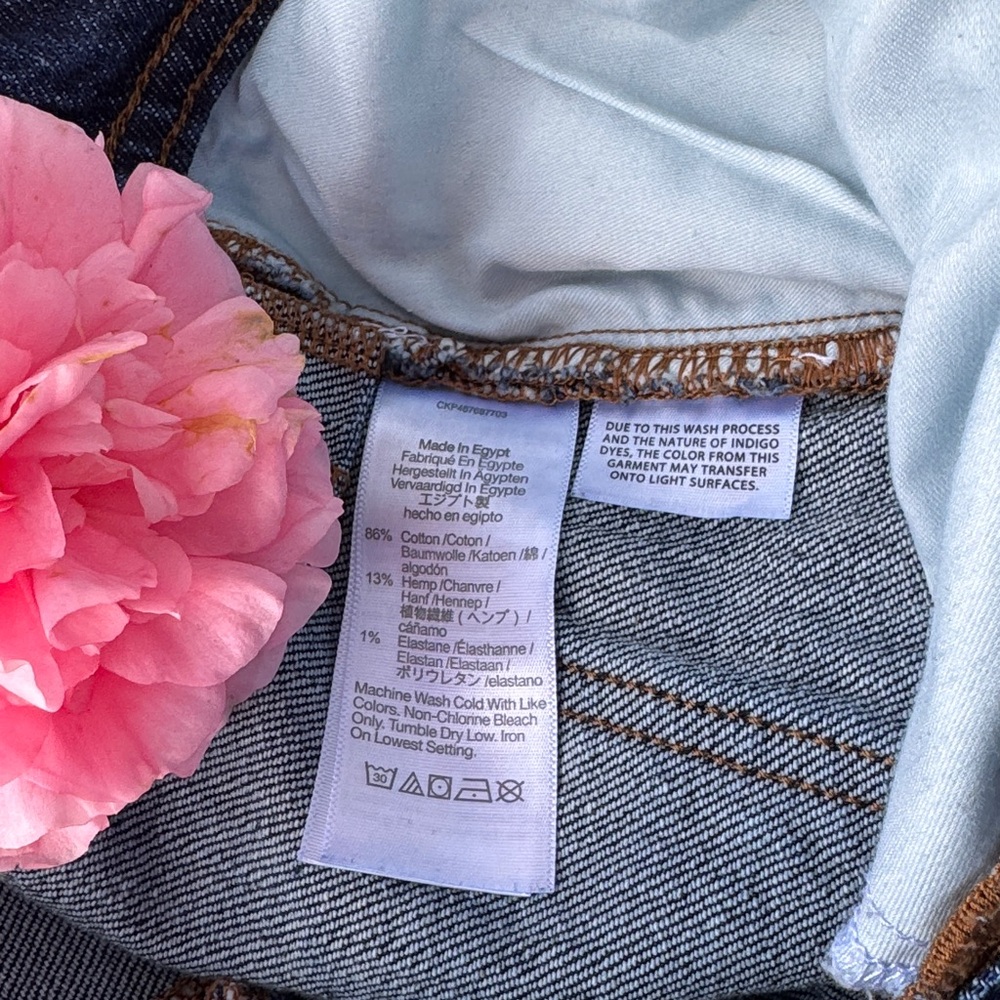 CKP467687703
Made In Egypt
Fabriqué En Égypte
Hergestellt In Ägypten
Vervaardigd In Egypte
エジプト製
hecho en egipto
86% Cotton /Coton /
Baumwolle /Katoen /綿 /
algodón
13% Hemp /Chanvre /
Hanf /Hennep /
植物繊維 (ヘンプ) /
cáñamo
1% Elastane /Élasthanne /
Elastan /Elastaan /
ポリウレタン /elastano
Machine Wash Cold With Like
Colors. Non-Chlorine Bleach
Only. Tumble Dry Low. Iron
On Lowest Setting.
30
DUE TO THIS WASH PROCESS
AND THE NATURE OF INDIGO
DYES, THE COLOR FROM THIS
GARMENT MAY TRANSFER
ONTO LIGHT SURFACES.